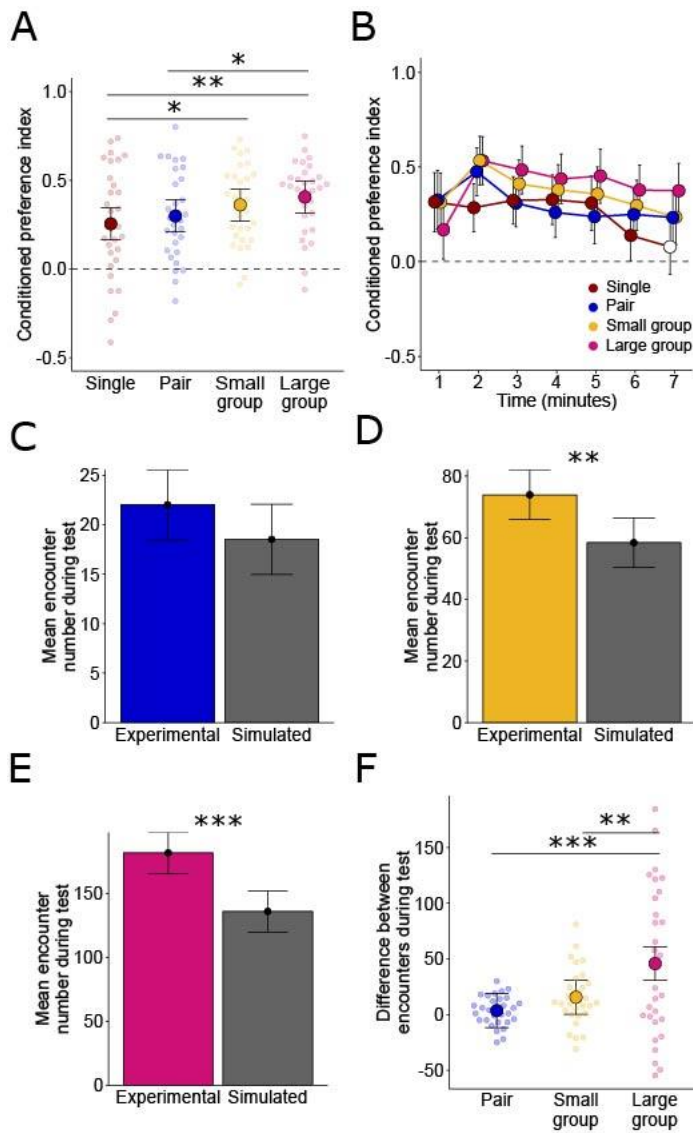 A
*
**
*
Conditioned preference index
1.0
0.5
0.0
-0.5
Single
Pair
Small
group
Large
group
B
Conditioned preference index
1.0
0.5
0.0
-0.5
Single
Pair
Small group
Large group
1 2 3 4 5 6 7
Time (minutes)
C
Mean encounter
number during test
25
20
15
10
5
0
Experimental Simulated
D
**
Mean encounter
number during test
80
60
40
20
0
Experimental Simulated
E
***
Mean encounter
number during test
150
100
50
0
Experimental Simulated
F
**
***
Difference between
encounters during test
150
100
50
0
-50
Pair
Small
group
Large
group